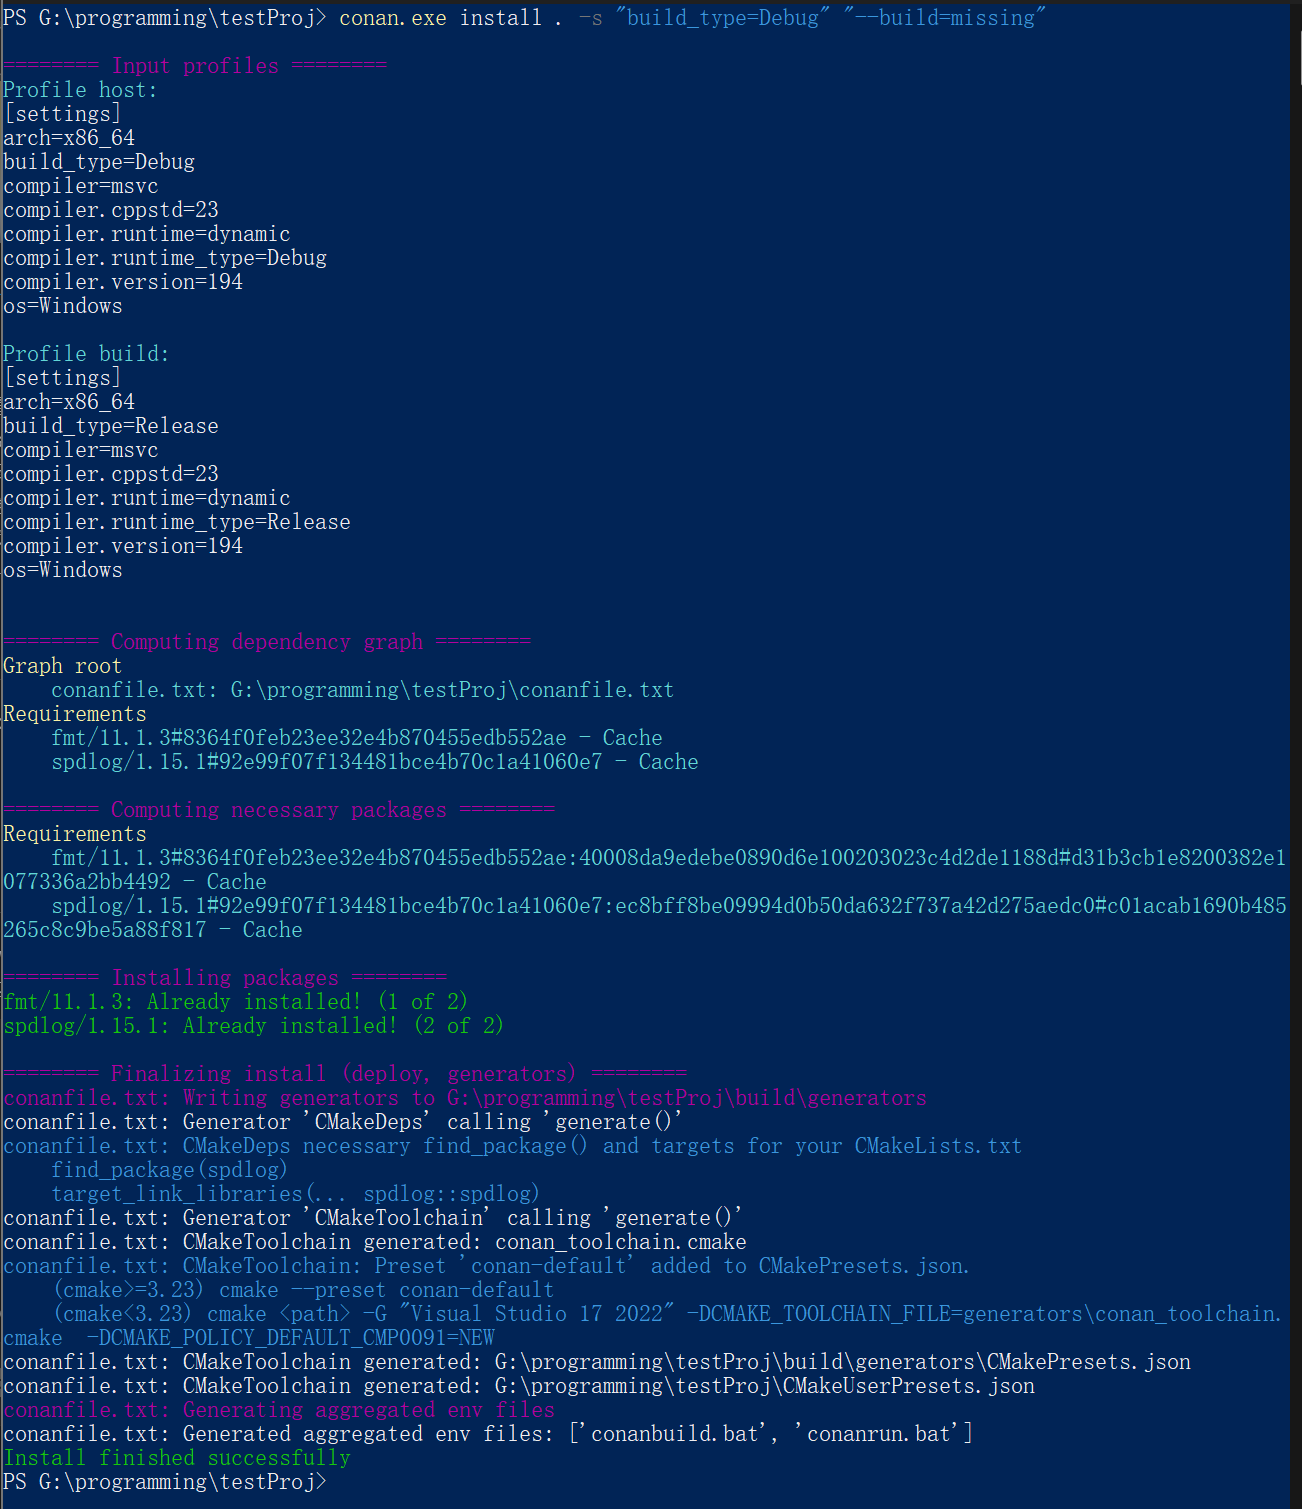 PS G:\programming\testProj> conan.exe install . -s "build_type=Debug" "--build=missing"
======== Input profiles ========
Profile host:
[settings]
arch=x86_64
build_type=Debug
compiler=msvc
compiler.cppstd=23
compiler.runtime=dynamic
compiler.runtime_type=Debug
compiler.version=194
os=Windows
Profile build:
[settings]
arch=x86_64
build_type=Release
compiler=msvc
compiler.cppstd=23
compiler.runtime=dynamic
compiler.runtime_type=Release
compiler.version=194
os=Windows
======== Computing dependency graph ========
Graph root
    conanfile.txt: G:\programming\testProj\conanfile.txt
Requirements
    fmt/11.1.3#8364f0feb23ee32e4b870455edb552ae - Cache
    spdlog/1.15.1#92e99f07f134481bce4b70c1a41060e7 - Cache
======== Computing necessary packages ========
Requirements
    fmt/11.1.3#8364f0feb23ee32e4b870455edb552ae:40008da9edebe0890d6e100203023c4d2de1188d#d31b3cb1e8200382e1
077336a2bb4492 - Cache
    spdlog/1.15.1#92e99f07f134481bce4b70c1a41060e7:ec8bff8be09994d0b50da632f737a42d275aedc0#c01acab1690b485
265c8c9be5a88f817 - Cache
======== Installing packages ========
fmt/11.1.3: Already installed! (1 of 2)
spdlog/1.15.1: Already installed! (2 of 2)
======== Finalizing install (deploy, generators) ========
conanfile.txt: Writing generators to G:\programming\testProj\build\generators
conanfile.txt: Generator 'CMakeDeps' calling 'generate()'
conanfile.txt: CMakeDeps necessary find_package() and targets for your CMakeLists.txt
    find_package(spdlog)
    target_link_libraries(... spdlog::spdlog)
conanfile.txt: Generator 'CMakeToolchain' calling 'generate()'
conanfile.txt: CMakeToolchain generated: conan_toolchain.cmake
conanfile.txt: CMakeToolchain: Preset 'conan-default' added to CMakePresets.json.
    (cmake>=3.23) cmake --preset conan-default
    (cmake<3.23) cmake <path> -G "Visual Studio 17 2022" -DCMAKE_TOOLCHAIN_FILE=generators\conan_toolchain.
cmake  -DCMAKE_POLICY_DEFAULT_CMP0091=NEW
conanfile.txt: CMakeToolchain generated: G:\programming\testProj\build\generators\CMakePresets.json
conanfile.txt: CMakeToolchain generated: G:\programming\testProj\CMakeUserPresets.json
conanfile.txt: Generating aggregated env files
conanfile.txt: Generated aggregated env files: ['conanbuild.bat', 'conanrun.bat']
Install finished successfully
PS G:\programming\testProj>